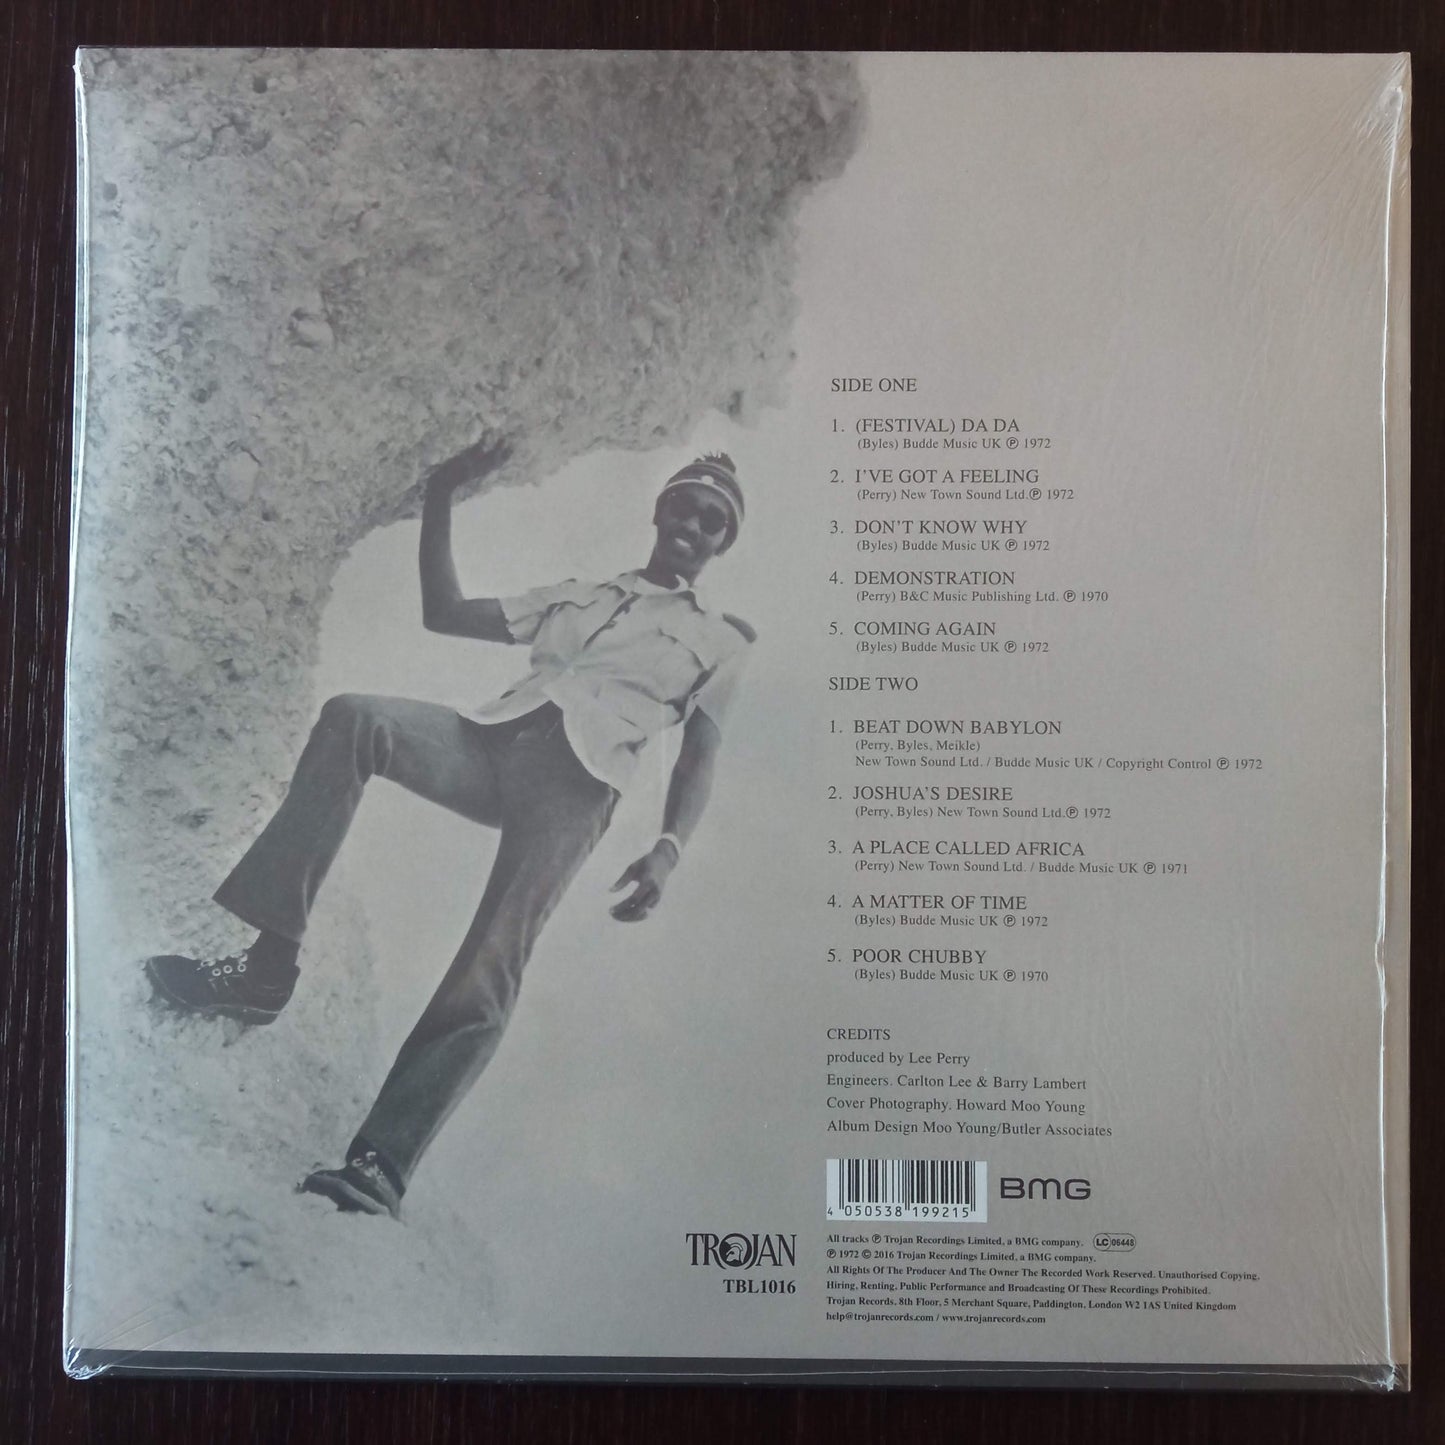 SIDE ONE
1. (FESTIVAL) DA DA
(Byles) Budde Music UK ℗ 1972
2. I'VE GOT A FEELING
(Perry) New Town Sound Ltd.℗ 1972
3. DON'T KNOW WHY
(Byles) Budde Music UK ℗ 1972
4. DEMONSTRATION
(Perry) B&C Music Publishing Ltd. ℗ 1970
5. COMING AGAIN
(Byles) Budde Music UK ℗ 1972
SIDE TWO
1. BEAT DOWN BABYLON
(Perry, Byles, Meikle)
New Town Sound Ltd. / Budde Music UK / Copyright Control ℗ 1972
2. JOSHUA'S DESIRE
(Perry, Byles) New Town Sound Ltd.℗ 1972
3. A PLACE CALLED AFRICA
(Perry) New Town Sound Ltd. / Budde Music UK ℗ 1971
4. A MATTER OF TIME
(Byles) Budde Music UK ℗ 1972
5. POOR CHUBBY
(Byles) Budde Music UK ℗ 1970
CREDITS
produced by Lee Perry
Engineers. Carlton Lee & Barry Lambert
Cover Photography. Howard Moo Young
Album Design Moo Young/Butler Associates
4 050538 199215
BMG
TROJAN
TBL1016
All tracks ℗ Trojan Recordings Limited, a BMG company. LC 06448
℗ 1972 © 2016 Trojan Recordings Limited, a BMG company.
All Rights Of The Producer And The Owner The Recorded Work Reserved. Unauthorised Copying,
Hiring, Renting, Public Performance and Broadcasting Of These Recordings Prohibited.
Trojan Records, 8th Floor, 5 Merchant Square, Paddington, London W2 1AS United Kingdom
help@trojanrecords.com / www.trojanrecords.com